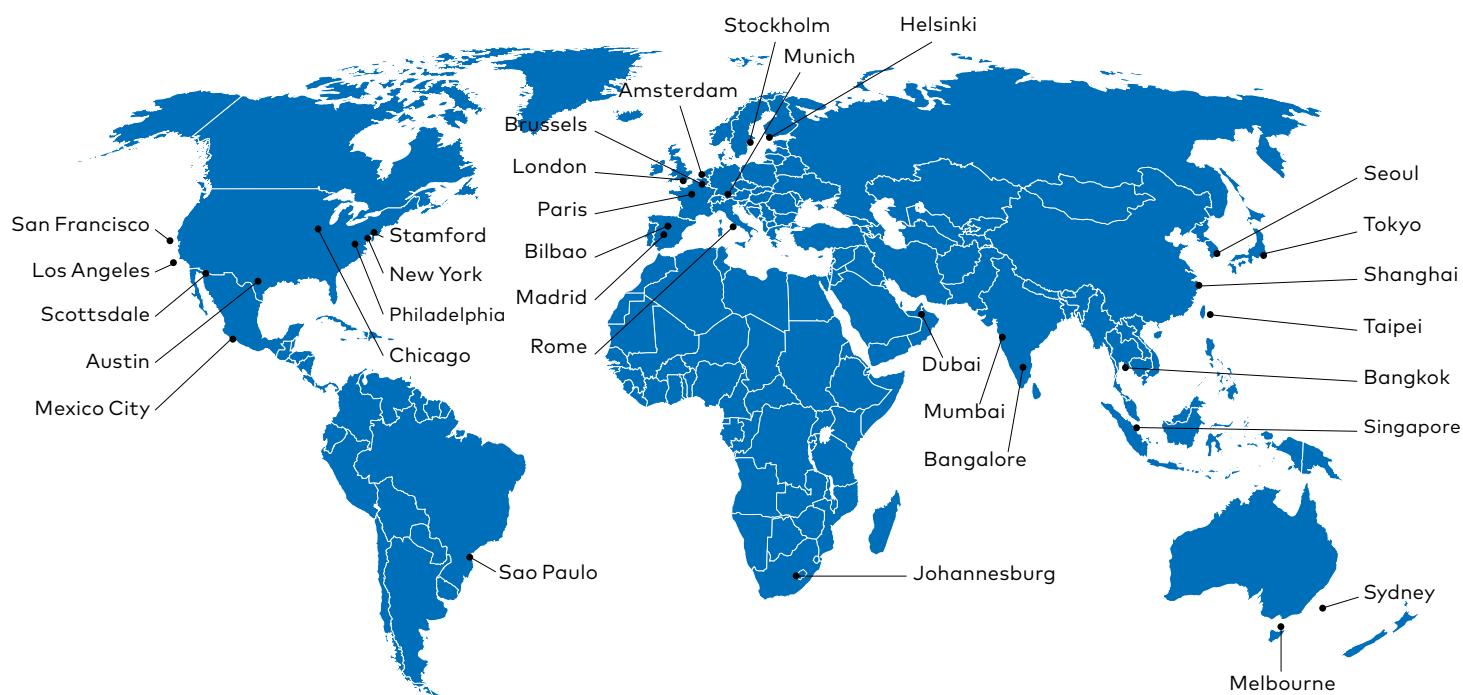 Stockholm
Helsinki
Munich
Amsterdam
Brussels
London
Paris
Bilbao
Madrid
Rome
San Francisco
Los Angeles
Scottsdale
Austin
Mexico City
Stamford
New York
Philadelphia
Chicago
Sao Paulo
Dubai
Mumbai
Bangalore
Johannesburg
Seoul
Tokyo
Shanghai
Taipei
Bangkok
Singapore
Sydney
Melbourne